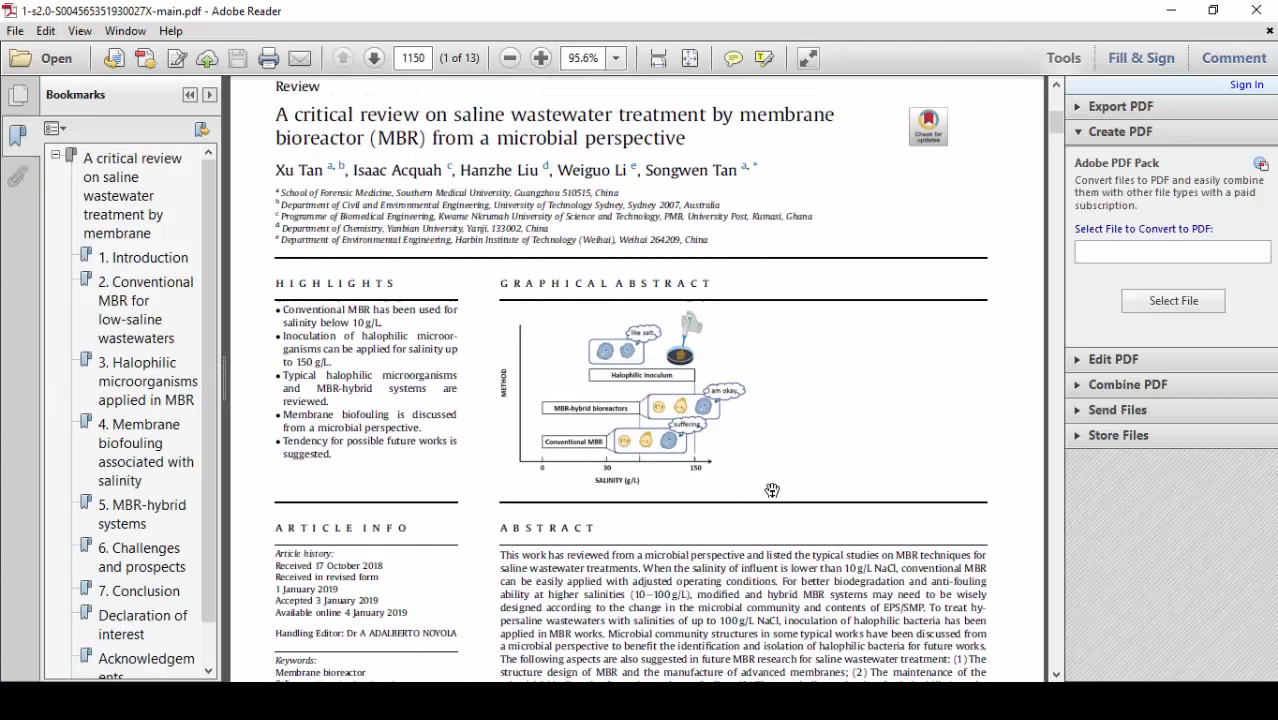 1-s2.0-S004565351930027X-main.pdf - Adobe Reader
File Edit View Window Help
Open
1150 (1 of 13)
95.6%
Tools Fill & Sign Comment
Bookmarks
A critical review
on saline
wastewater
treatment by
membrane
1. Introduction
2. Conventional
MBR for
low-saline
wastewaters
3. Halophilic
microorganisms
applied in MBR
4. Membrane
biofouling
associated with
salinity
5. MBR-hybrid
systems
6. Challenges
and prospects
7. Conclusion
Declaration of
interest
Acknowledgem
ents
Review
A critical review on saline wastewater treatment by membrane
bioreactor (MBR) from a microbial perspective
Check for
updates
Xu Tan a, b, Isaac Acquah c, Hanzhe Liu d, Weiguo Li e, Songwen Tan a, *
a School of Forensic Medicine, Southern Medical University, Guangzhou 510515, China
b Department of Civil and Environmental Engineering, University of Technology Sydney, Sydney 2007, Australia
c Programme of Biomedical Engineering, Kwame Nkrumah University of Science and Technology, PMB, University Post, Kumasi, Ghana
d Department of Chemistry, Yanbian University, Yanji, 133002, China
e Department of Environmental Engineering, Harbin Institute of Technology (Weihai), Weihai 264209, China
HIGHLIGHTS
• Conventional MBR has been used for
salinity below 10 g/L.
• Inoculation of halophilic microor-
ganisms can be applied for salinity up
to 150 g/L.
• Typical halophilic microorganisms
and MBR-hybrid systems are
reviewed.
• Membrane biofouling is discussed
from a microbial perspective.
• Tendency for possible future works is
suggested.
GRAPHICAL ABSTRACT
METHOD
like salt.
Halophilic Inoculum
I am okay.
MBR-hybrid bioreactors
suffering.
Conventional MBR
0 30 150
SALINITY (g/L)
ARTICLE INFO
Article history:
Received 17 October 2018
Received in revised form
1 January 2019
Accepted 3 January 2019
Available online 4 January 2019
Handling Editor: Dr A ADALBERTO NOYOLA
Keywords:
Membrane bioreactor
ABSTRACT
This work has reviewed from a microbial perspective and listed the typical studies on MBR techniques for
saline wastewater treatments. When the salinity of influent is lower than 10 g/L NaCl, conventional MBR
can be easily applied with adjusted operating conditions. For better biodegradation and anti-fouling
ability at higher salinities (10–100 g/L), modified and hybrid MBR systems may need to be wisely
designed according to the change in the microbial community and contents of EPS/SMP. To treat hy-
persaline wastewaters with salinities of up to 100 g/L NaCl, inoculation of halophilic bacteria has been
applied in MBR works. Microbial community structures in some typical works have been discussed from
a microbial perspective to benefit the identification and isolation of halophilic bacteria for future works.
The following aspects are also suggested in future MBR research for saline wastewater treatment: (1) The
structure design of MBR and the manufacture of advanced membranes; (2) The maintenance of the
Sign In
Export PDF
Create PDF
Adobe PDF Pack
Convert files to PDF and easily combine
them with other file types with a paid
subscription.
Select File to Convert to PDF:
Select File
Edit PDF
Combine PDF
Send Files
Store Files